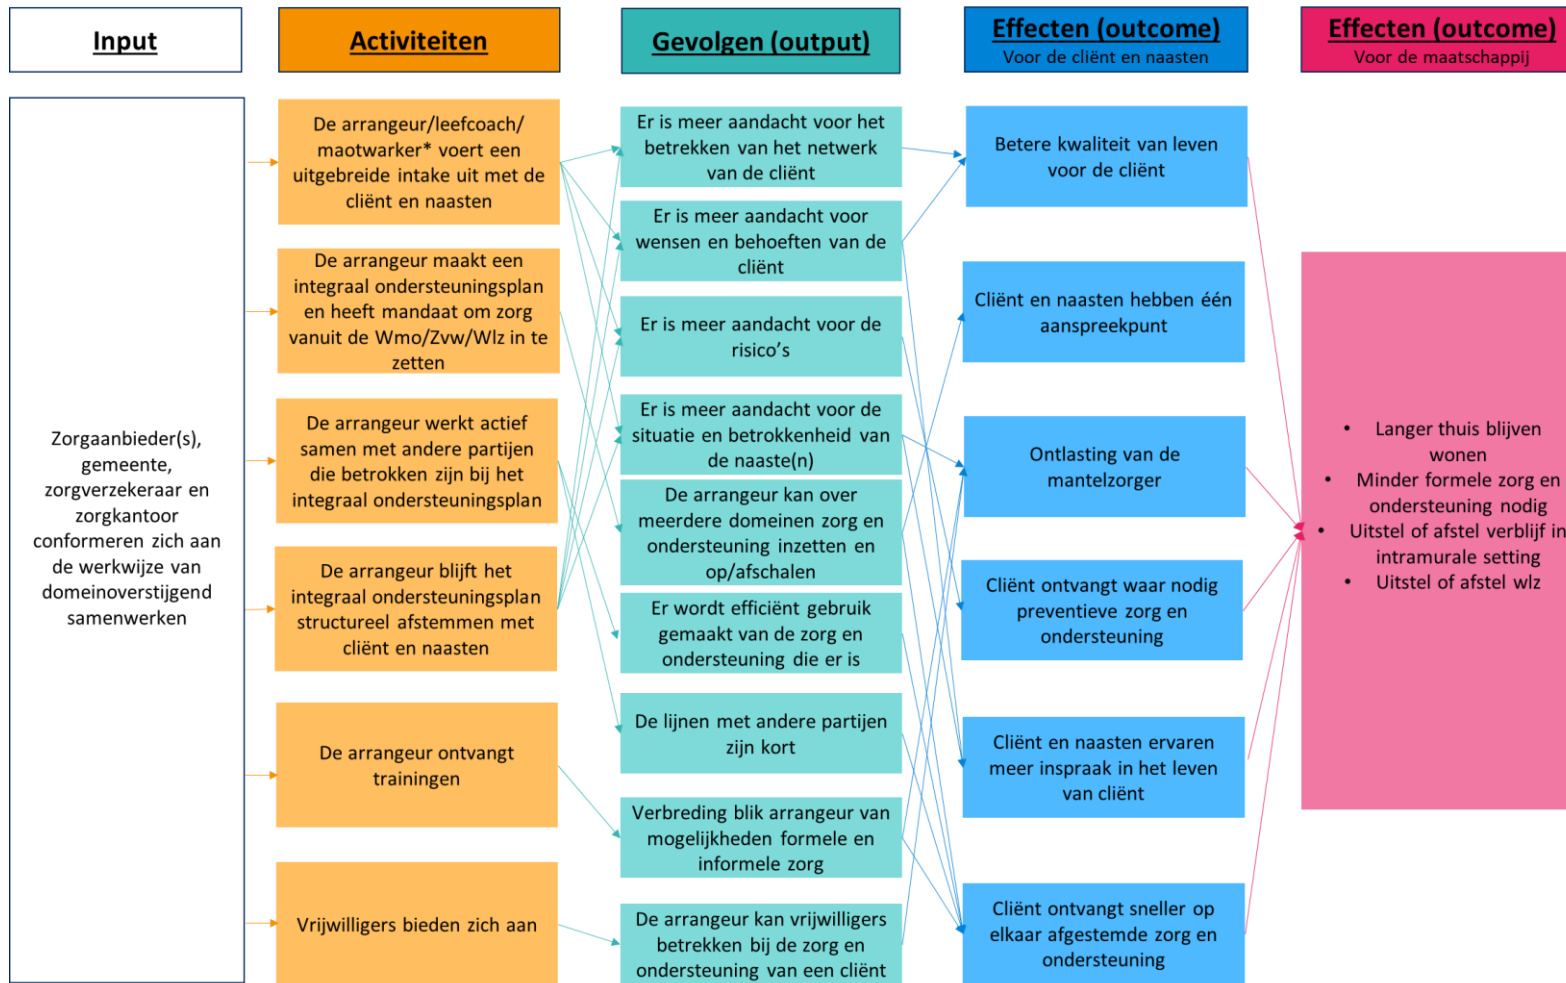 Input
Zorgaanbieder(s),
gemeente,
zorgverzekeraar en
zorgkantoor
conformeren zich aan
de werkwijze van
domeinoverstijgend
samenwerken
Activiteiten
De arrangeur/leefcoach/
maotwarker* voert een
uitgebreide intake uit met de
cliënt en naasten
De arrangeur maakt een
integraal ondersteuningsplan
en heeft mandaat om zorg
vanuit de Wmo/Zvw/Wlz in te
zetten
De arrangeur werkt actief
samen met andere partijen
die betrokken zijn bij het
integraal ondersteuningsplan
De arrangeur blijft het
integraal ondersteuningsplan
structureel afstemmen met
cliënt en naasten
De arrangeur ontvangt
trainingen
Vrijwilligers bieden zich aan
Gevolgen (output)
Er is meer aandacht voor het
betrekken van het netwerk
van de cliënt
Er is meer aandacht voor
wensen en behoeften van de
cliënt
Er is meer aandacht voor de
risico's
Er is meer aandacht voor de
situatie en betrokkenheid van
de naaste(n)
De arrangeur kan over
meerdere domeinen zorg en
ondersteuning inzetten en
op/afschalen
Er wordt efficiënt gebruik
gemaakt van de zorg en
ondersteuning die er is
De lijnen met andere partijen
zijn kort
Verbreding blik arrangeur van
mogelijkheden formele en
informele zorg
De arrangeur kan vrijwilligers
betrekken bij de zorg en
ondersteuning van een cliënt
Effecten (outcome)
Voor de cliënt en naasten
Betere kwaliteit van leven
voor de cliënt
Cliënt en naasten hebben één
aanspreekpunt
Ontlasting van de
mantelzorger
Cliënt ontvangt waar nodig
preventieve zorg en
ondersteuning
Cliënt en naasten ervaren
meer inspraak in het leven
van cliënt
Cliënt ontvangt sneller op
elkaar afgestemde zorg en
ondersteuning
Effecten (outcome)
Voor de maatschappij
• Langer thuis blijven
wonen
• Minder formele zorg en
ondersteuning nodig
• Uitstel of afstel verblijf in
intramurale setting
• Uitstel of afstel wlz